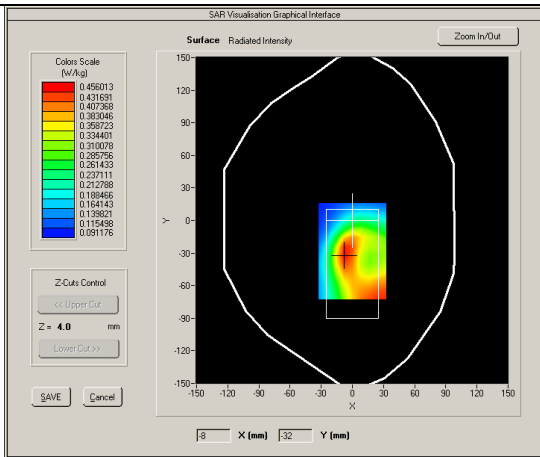 SAR Visualisation Graphical Interface
Surface Radiated Intensity
Zoom In/Out
Colors Scale
(W/kg)
0.456013
0.431691
0.407368
0.383046
0.358723
0.334401
0.310078
0.285756
0.261433
0.237111
0.212788
0.188466
0.164143
0.139821
0.115498
0.091176
Z-Cuts Control
<< Upper Cut
Z = 4.0 mm
Lower Cut >>
SAVE
Cancel
150
120
90
60
30
0
-30
-60
-90
-120
-150
Y
-150 -120 -90 -60 -30 0 30 60 90 120 150
X
-8 X (mm) -32 Y (mm)